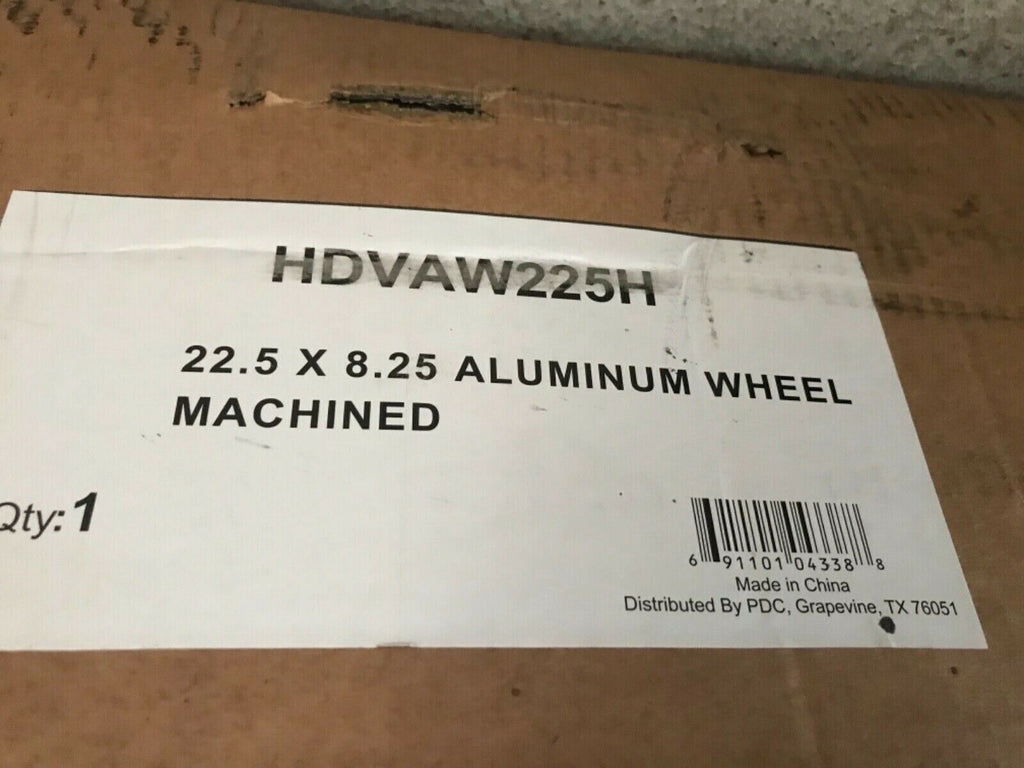 HDVAW225H
22.5 X 8.25 ALUMINUM WHEEL
MACHINED
Qty: 1
6 91101 04338 8
Made in China
Distributed By PDC, Grapevine, TX 76051